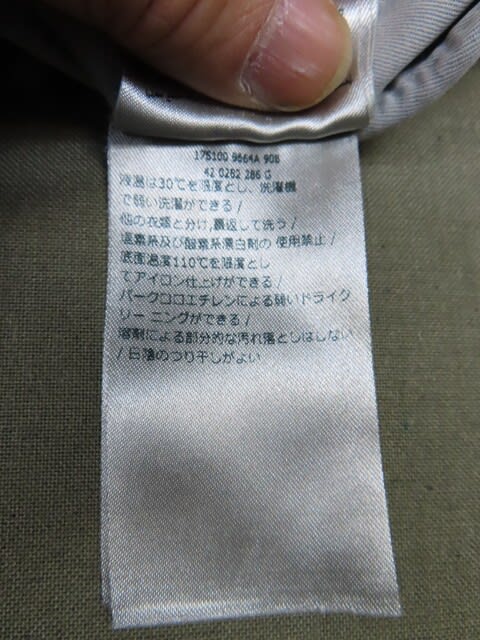 175100 9664A 908
42 0282 286 G
液温は30℃を限度とし、洗濯機
で弱い洗濯ができる /
他の衣類と分け,裏返して洗う /
塩素系及び酸素系漂白剤の 使用禁止 /
底面温度110℃を限度とし
てアイロン仕上げができる /
パークロロエチレンによる弱いドライク
リー ニングができる /
溶剤による部分的な汚れ落としはしない
/ 日陰のつり干しがよい